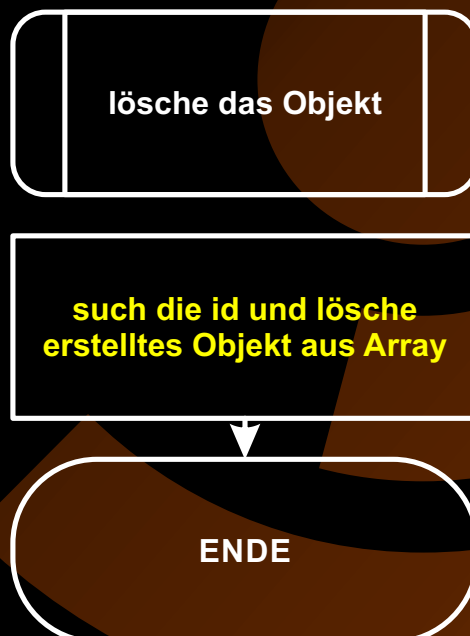 lösche das Objekt
such die id und lösche
erstelltes Objekt aus Array
ENDE